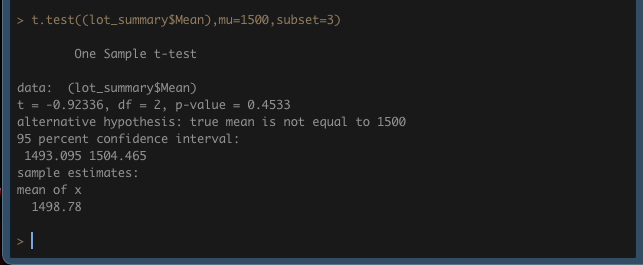 > t.test((lot_summary$Mean),mu=1500,subset=3)
One Sample t-test
data:  (lot_summary$Mean)
t = -0.92336, df = 2, p-value = 0.4533
alternative hypothesis: true mean is not equal to 1500
95 percent confidence interval:
1493.095 1504.465
sample estimates:
mean of x
1498.78
>